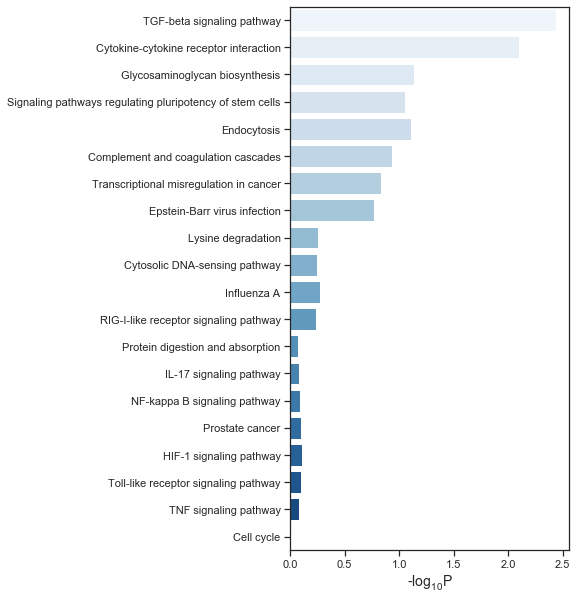 TGF-beta signaling pathway
Cytokine-cytokine receptor interaction
Glycosaminoglycan biosynthesis
Signaling pathways regulating pluripotency of stem cells
Endocytosis
Complement and coagulation cascades
Transcriptional misregulation in cancer
Epstein-Barr virus infection
Lysine degradation
Cytosolic DNA-sensing pathway
Influenza A
RIG-I-like receptor signaling pathway
Protein digestion and absorption
IL-17 signaling pathway
NF-kappa B signaling pathway
Prostate cancer
HIF-1 signaling pathway
Toll-like receptor signaling pathway
TNF signaling pathway
Cell cycle
0.0 0.5 1.0 1.5 2.0 2.5
-log₁₀P